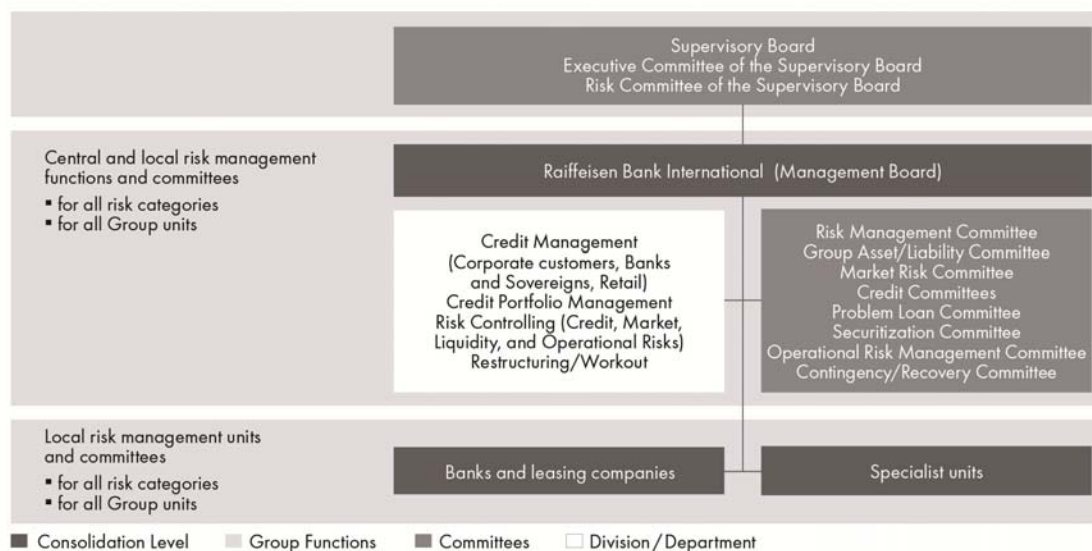 Supervisory Board
Executive Committee of the Supervisory Board
Risk Committee of the Supervisory Board
Central and local risk management
functions and committees
▪ for all risk categories
▪ for all Group units
Raiffeisen Bank International (Management Board)
Credit Management
(Corporate customers, Banks
and Sovereigns, Retail)
Credit Portfolio Management
Risk Controlling (Credit, Market,
Liquidity, and Operational Risks)
Restructuring/Workout
Risk Management Committee
Group Asset/Liability Committee
Market Risk Committee
Credit Committees
Problem Loan Committee
Securitization Committee
Operational Risk Management Committee
Contingency/Recovery Committee
Local risk management units
and committees
▪ for all risk categories
▪ for all Group units
Banks and leasing companies
Specialist units
Consolidation Level
Group Functions
Committees
Division/Department